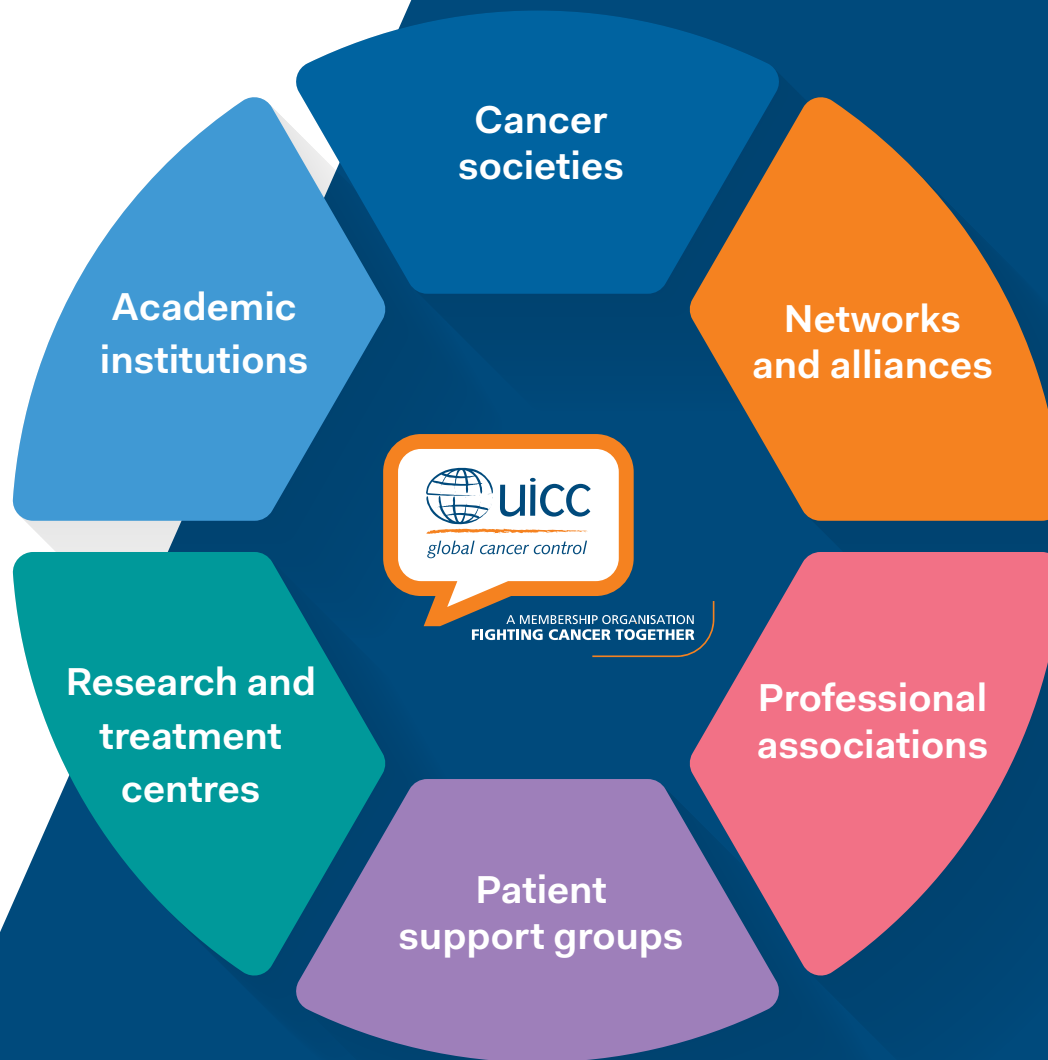 Cancer
societies
Academic
institutions
Networks
and alliances
uicc
global cancer control
A MEMBERSHIP ORGANISATION
FIGHTING CANCER TOGETHER
Research and
treatment
centres
Professional
associations
Patient
support groups